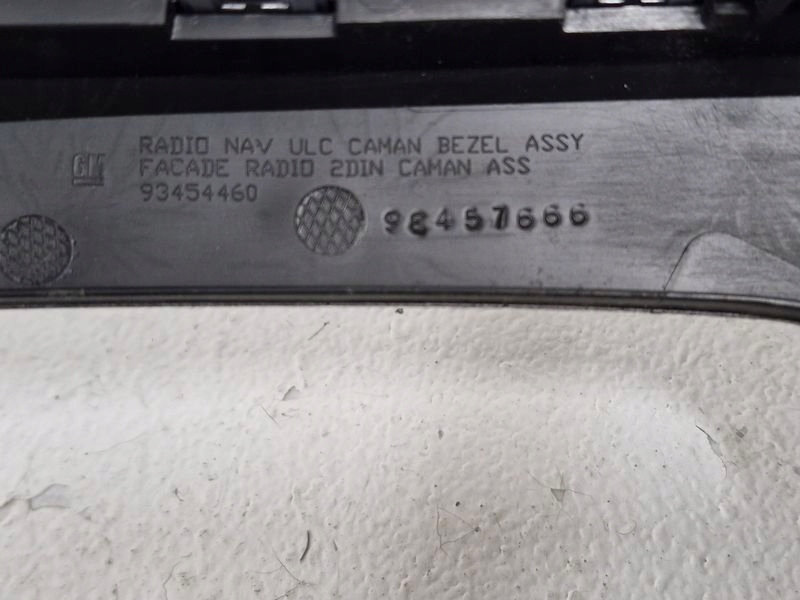 GM
RADIO NAV ULC CAMAN BEZEL ASSY
FACADE RADIO 2DIN CAMAN ASS
93454460
98457666